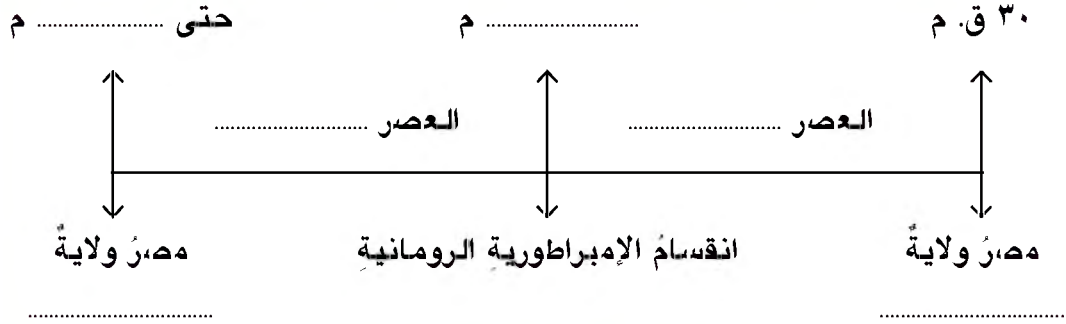 ٣٠ ق. م ........................ م حتى .................... م
العصر ........................ العصر ........................
مصرُ ولايةٌ انقسامُ الإمبراطوريةِ الرومانيةِ مصرُ ولايةٌ
............................. .............................